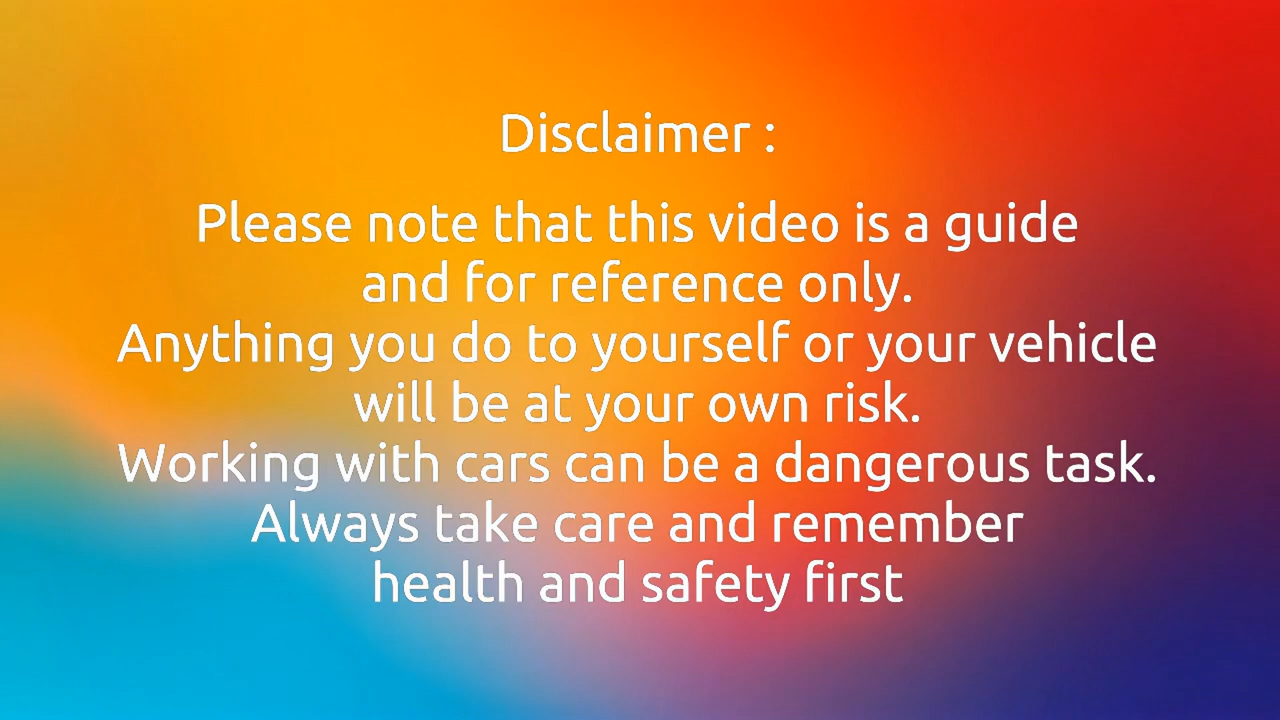 Disclaimer :
Please note that this video is a guide
and for reference only.
Anything you do to yourself or your vehicle
will be at your own risk.
Working with cars can be a dangerous task.
Always take care and remember
health and safety first